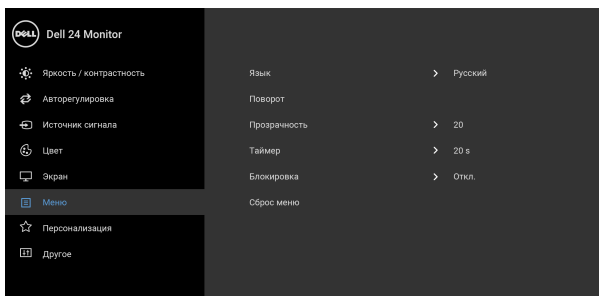 DELL Dell 24 Monitor
Яркость / контрастность
Авторегулировка
Источник сигнала
Цвет
Экран
Меню
Персонализация
Другое
Язык Русский
Поворот
Прозрачность 20
Таймер 20 s
Блокировка Откл.
Сброс меню